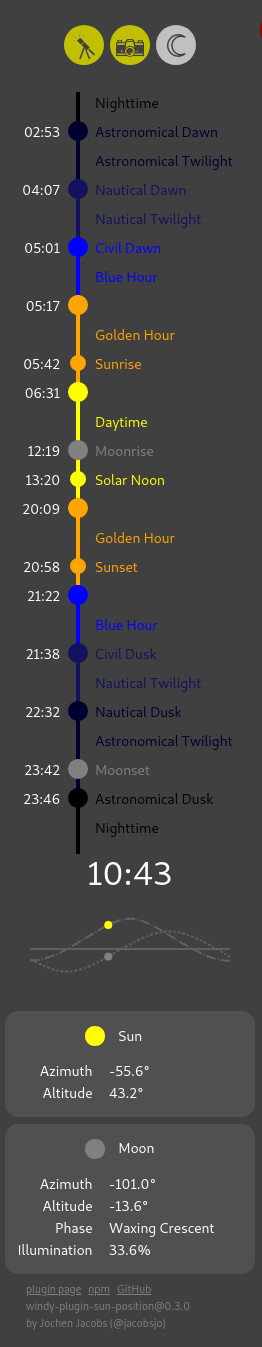 Nighttime
02:53 Astronomical Dawn
Astronomical Twilight
04:07 Nautical Dawn
Nautical Twilight
05:01 Civil Dawn
Blue Hour
05:17
Golden Hour
05:42 Sunrise
06:31
Daytime
12:19 Moonrise
13:20 Solar Noon
20:09
Golden Hour
20:58 Sunset
21:22
Blue Hour
21:38 Civil Dusk
Nautical Twilight
22:32 Nautical Dusk
Astronomical Twilight
23:42 Moonset
23:46 Astronomical Dusk
Nighttime
10:43
Sun
Azimuth -55.6°
Altitude 43.2°
Moon
Azimuth -101.0°
Altitude -13.6°
Phase Waxing Crescent
Illumination 33.6%
plugin page npm GitHub
windy-plugin-sun-position@0.3.0
by Jochen Jacobs (@jacobsjo)